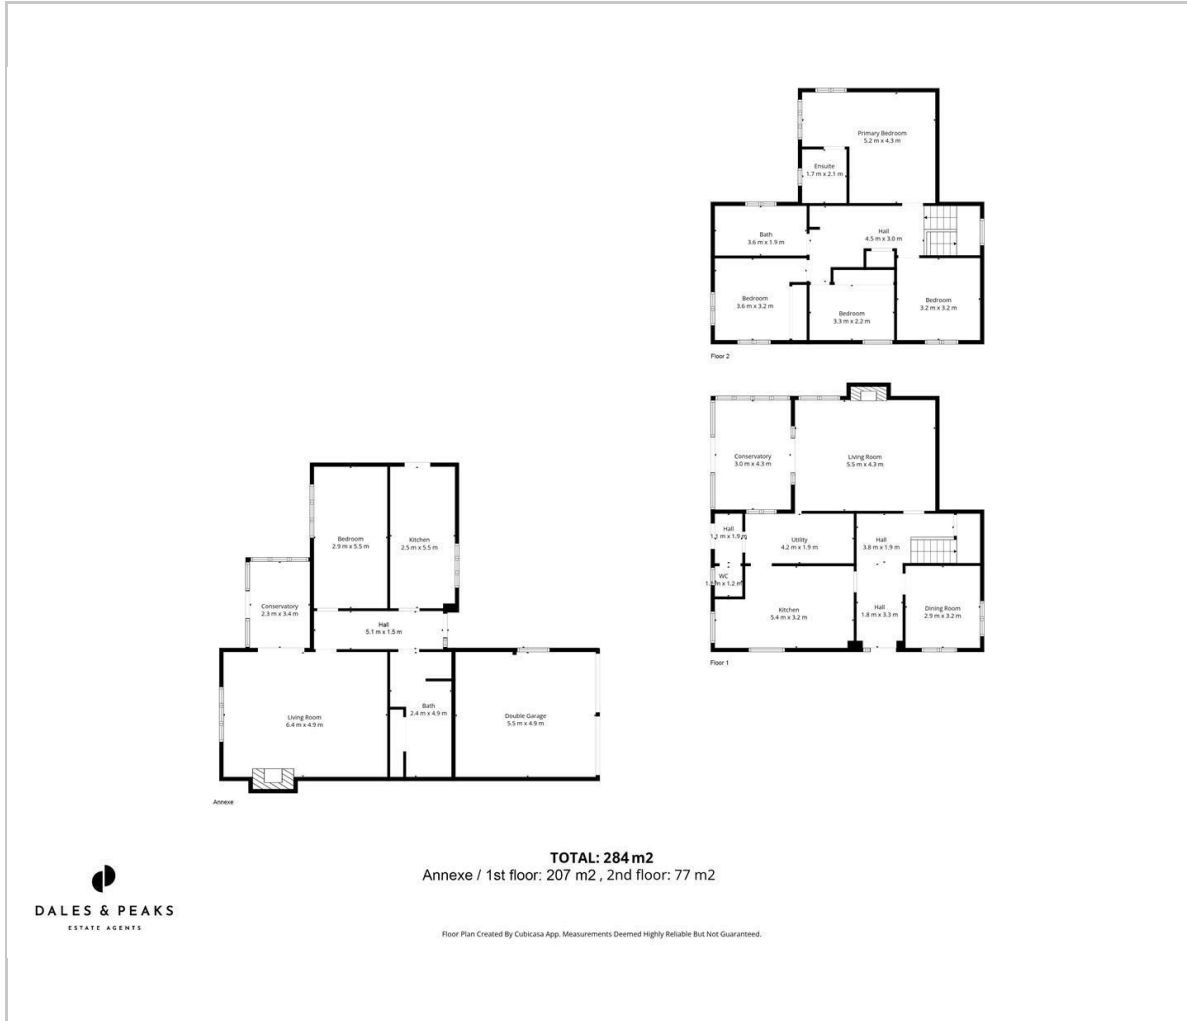 Primary Bedroom
5.2 m x 4.3 m
Ensuite
1.7 m x 2.1 m
Bath
3.6 m x 1.9 m
Hall
4.5 m x 3.0 m
Bedroom
3.6 m x 3.2 m
Bedroom
3.3 m x 2.2 m
Bedroom
3.2 m x 3.2 m
Floor 2
Conservatory
3.0 m x 4.3 m
Living Room
5.5 m x 4.3 m
Hall
1.1 m x 1.9 m
Utility
4.2 m x 1.9 m
Hall
3.8 m x 1.9 m
WC
m x 1.2 m
Kitchen
5.4 m x 3.2 m
Hall
1.8 m x 3.3 m
Dining Room
2.9 m x 3.2 m
Floor 1
Bedroom
2.9 m x 5.5 m
Kitchen
2.5 m x 5.5 m
Conservatory
2.3 m x 3.4 m
Hall
5.1 m x 1.5 m
Living Room
6.4 m x 4.9 m
Bath
2.4 m x 4.9 m
Double Garage
5.5 m x 4.9 m
Annexe
TOTAL: 284 m2
Annexe / 1st floor: 207 m2 , 2nd floor: 77 m2
DALES & PEAKS
ESTATE AGENTS
Floor Plan Created By Cubicasa App. Measurements Deemed Highly Reliable But Not Guaranteed.